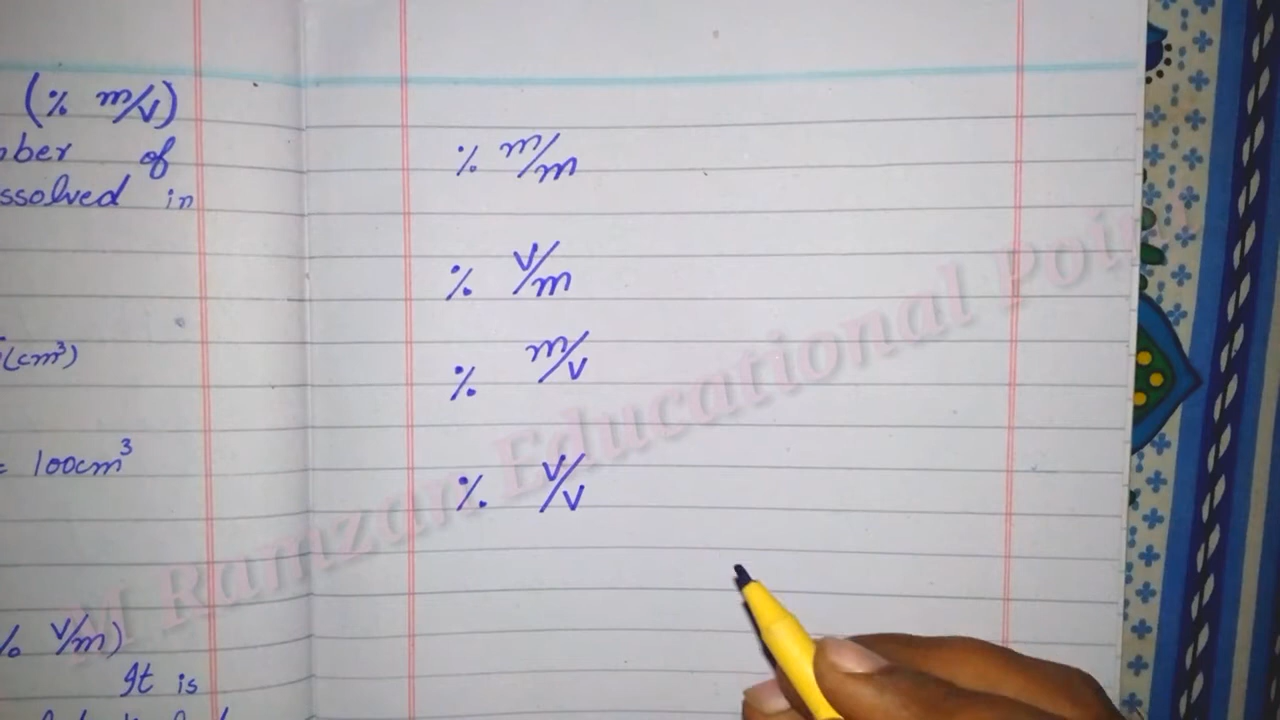 (% m/v)
mber of
ssolved in
(cm³)
= 100cm³
% v/m)
It is
% m/m
% v/m
% m/v
% v/v
M Ramzan Educational Point